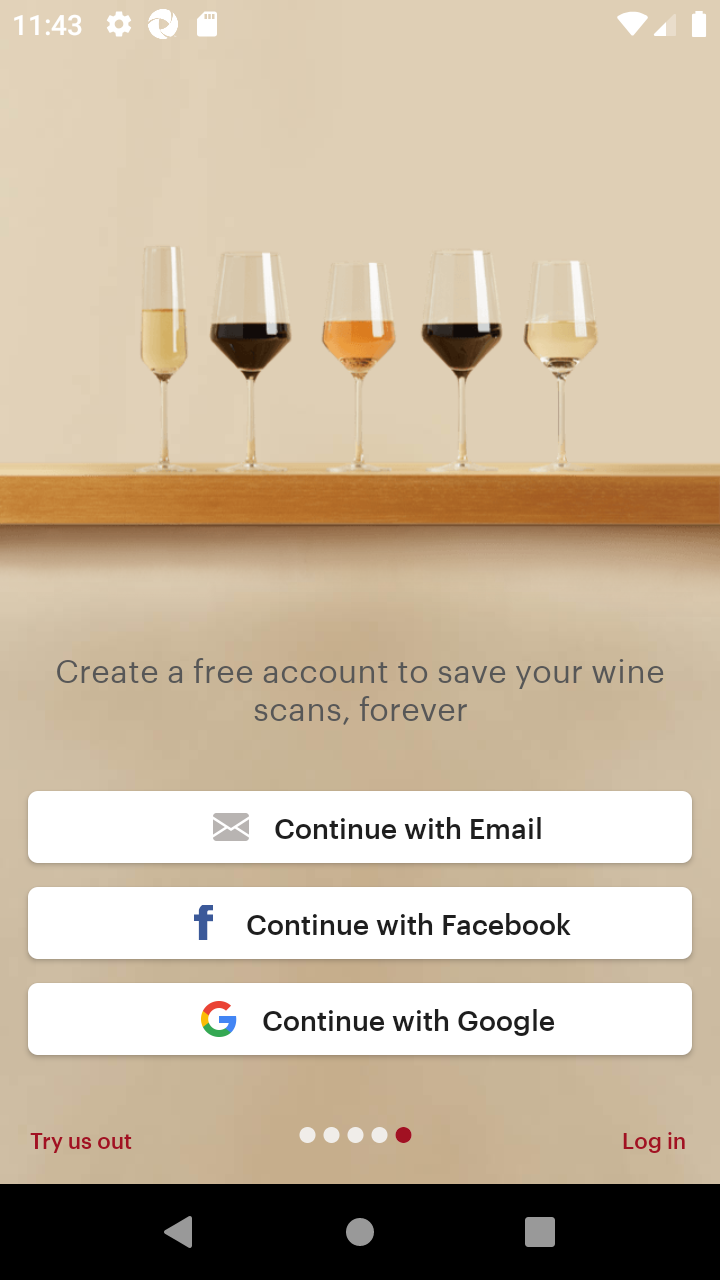 11:43
Create a free account to save your wine
scans, forever
Continue with Email
Continue with Facebook
Continue with Google
Try us out
Log in